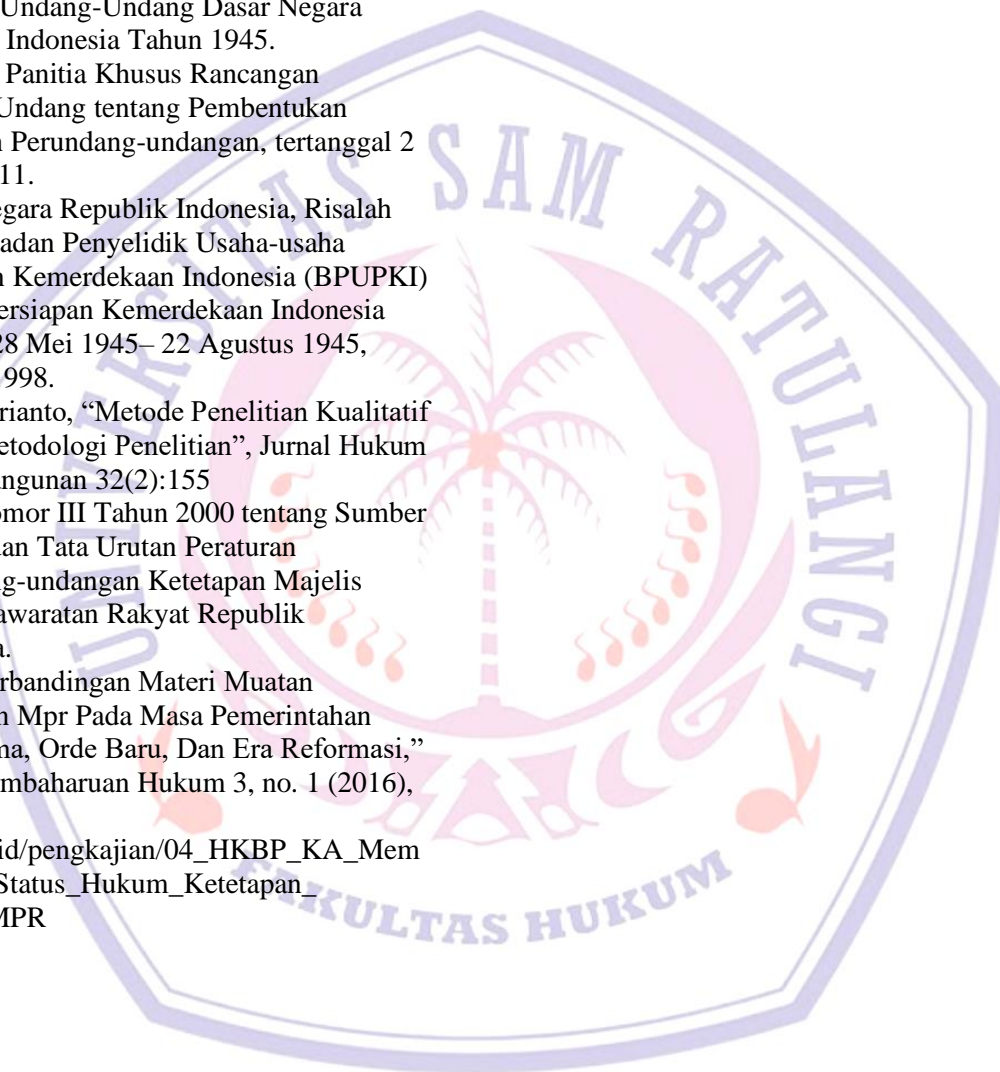 Undang-Undang Dasar Negara
Indonesia Tahun 1945.
Panitia Khusus Rancangan
Undang tentang Pembentukan
Perundang-undangan, tertanggal 2
11.
egara Republik Indonesia, Risalah
adan Penyelidik Usaha-usaha
n Kemerdekaan Indonesia (BPUPKI)
ersiapan Kemerdekaan Indonesia
28 Mei 1945– 22 Agustus 1945,
1998.
rianto, “Metode Penelitian Kualitatif
etodologi Penelitian”, Jurnal Hukum
angunan 32(2):155
omor III Tahun 2000 tentang Sumber
dan Tata Urutan Peraturan
g-undangan Ketetapan Majelis
awaratan Rakyat Republik
a.
rbandingan Materi Muatan
n Mpr Pada Masa Pemerintahan
ma, Orde Baru, Dan Era Reformasi,”
mbaharuan Hukum 3, no. 1 (2016),
id/pengkajian/04_HKBP_KA_Mem
Status_Hukum_Ketetapan_
MPR
UNIVERSITAS SAM RATULANGI
FAKULTAS HUKUM